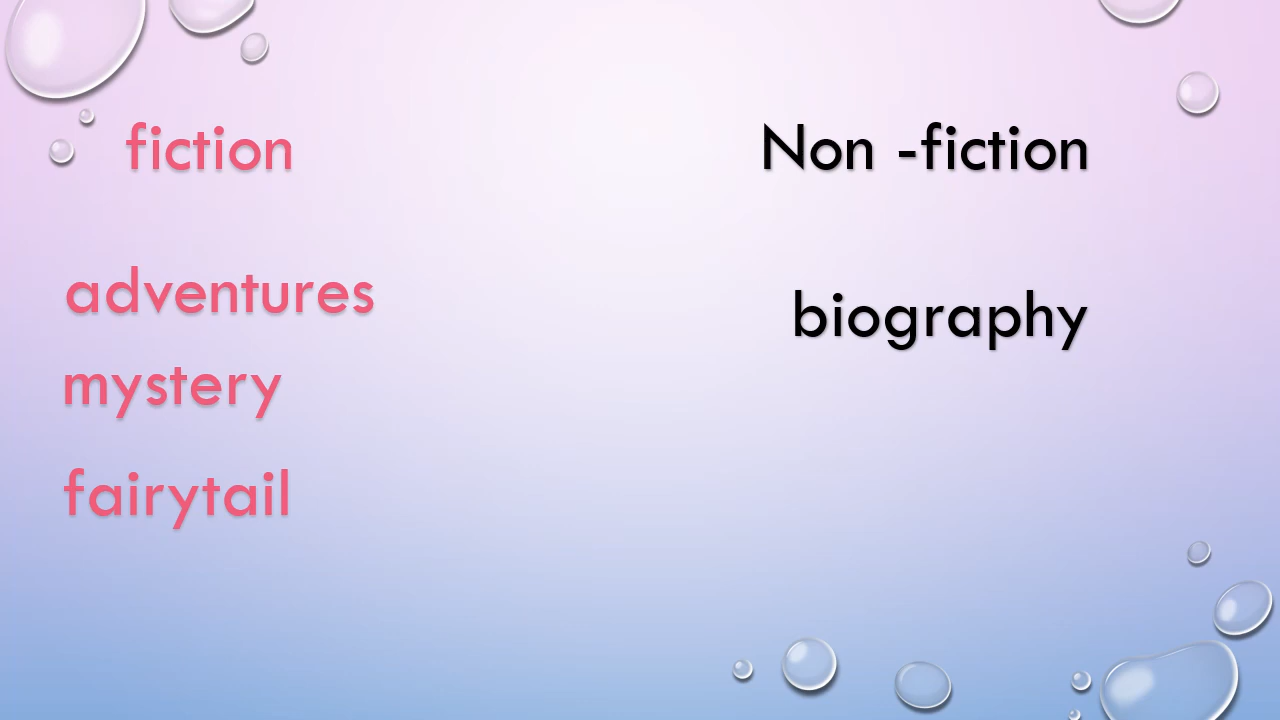 fiction
Non -fiction
adventures
biography
mystery
fairytail